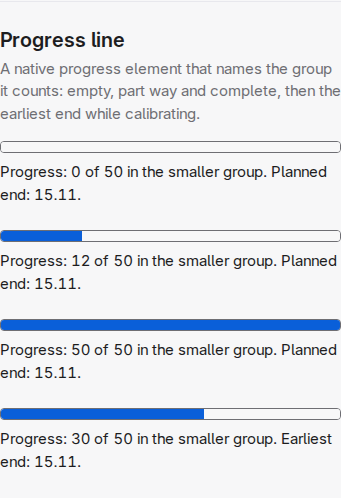 Progress line
A native progress element that names the group
it counts: empty, part way and complete, then the
earliest end while calibrating.
Progress: 0 of 50 in the smaller group. Planned
end: 15.11.
Progress: 12 of 50 in the smaller group. Planned
end: 15.11.
Progress: 50 of 50 in the smaller group. Planned
end: 15.11.
Progress: 30 of 50 in the smaller group. Earliest
end: 15.11.